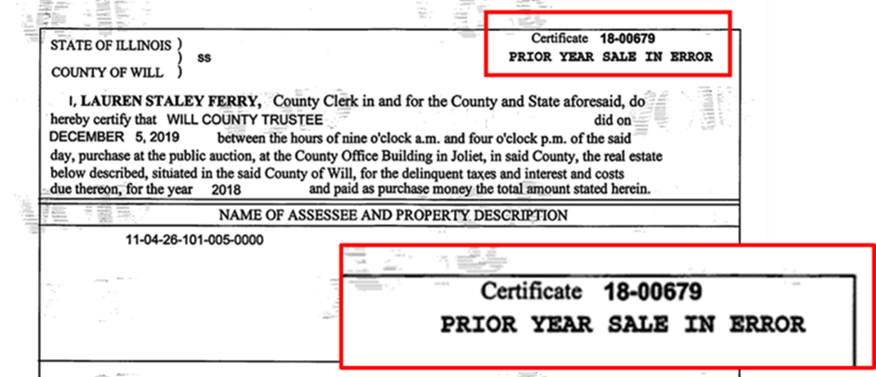 Certificate 18-00679
PRIOR YEAR SALE IN ERROR
STATE OF ILLINOIS )
) ss
COUNTY OF WILL )
I, LAUREN STALEY FERRY, County Clerk in and for the County and State aforesaid, do
hereby certify that WILL COUNTY TRUSTEE did on
DECEMBER 5, 2019 between the hours of nine o'clock a.m. and four o'clock p.m. of the said
day, purchase at the public auction, at the County Office Building in Joliet, in said County, the real estate
below described, situated in the said County of Will, for the delinquent taxes and interest and costs
due thereon, for the year 2018 and paid as purchase money the total amount stated herein.
NAME OF ASSESSEE AND PROPERTY DESCRIPTION
11-04-26-101-005-0000
Certificate 18-00679
PRIOR YEAR SALE IN ERROR